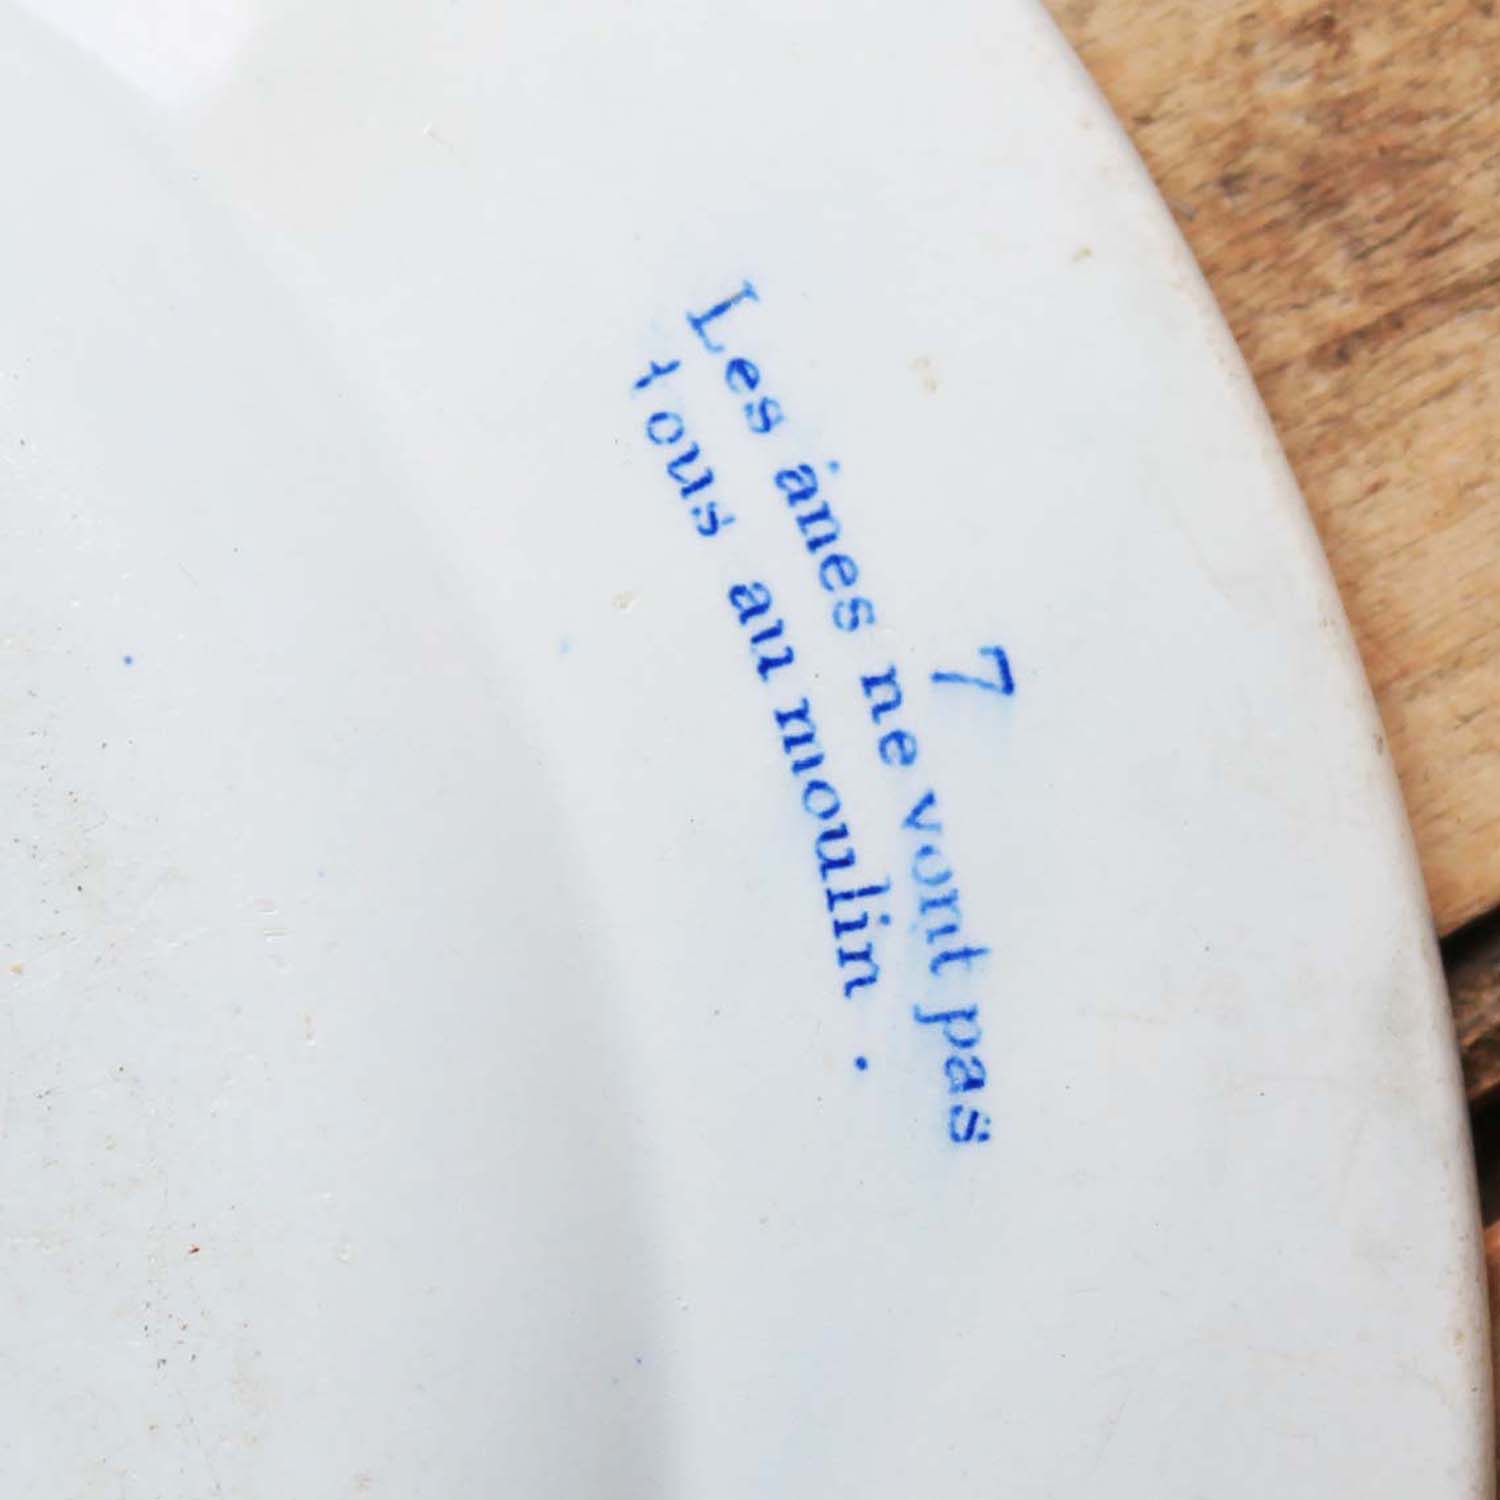 7
Les ânes ne vont pas
tous au moulin .